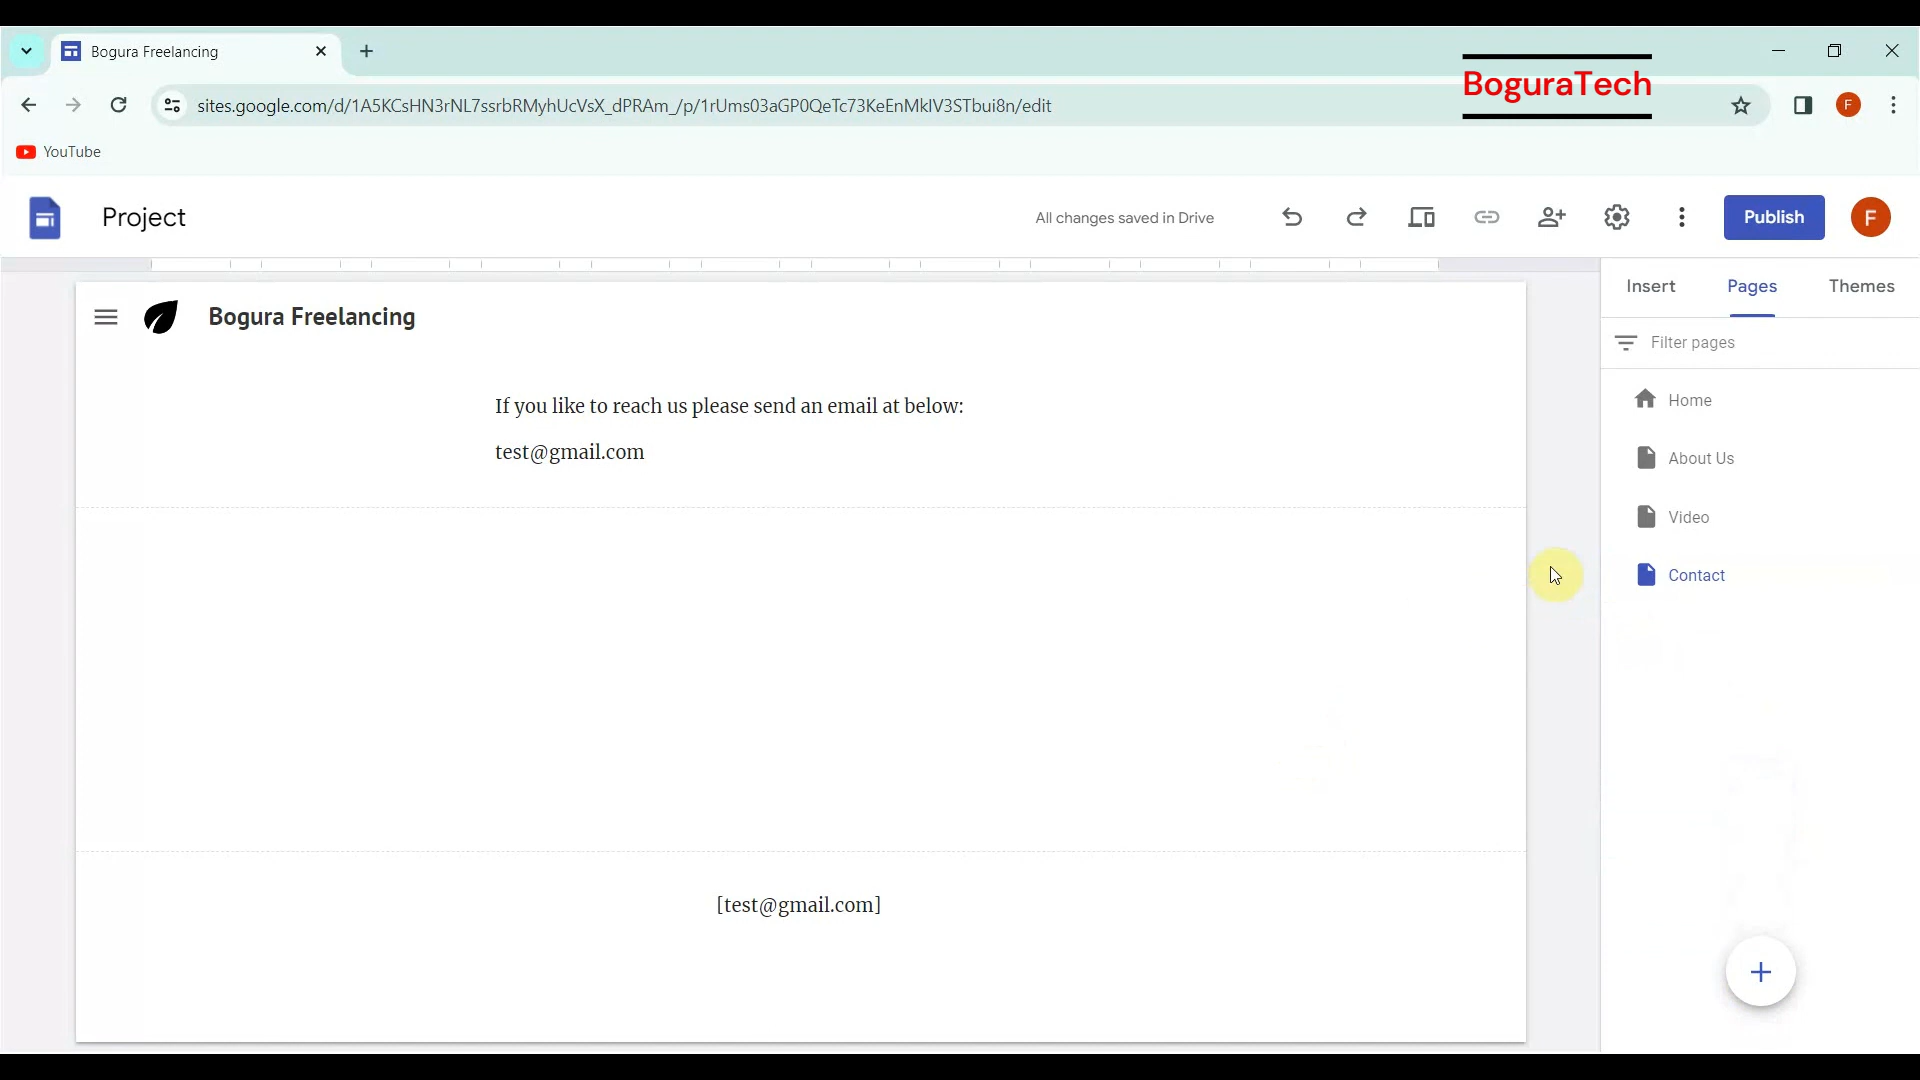 Bogura Freelancing
BoguraTech
sites.google.com/d/1A5KCsHN3rNL7ssrbRMyhUcVsX_dPRAm_/p/1rUms03aGP0QeTc73KeEnMkIV3STbui8n/edit
F
YouTube
Project
All changes saved in Drive
Publish
F
Insert
Pages
Themes
Bogura Freelancing
Filter pages
Home
About Us
Video
Contact
If you like to reach us please send an email at below:
test@gmail.com
[test@gmail.com]